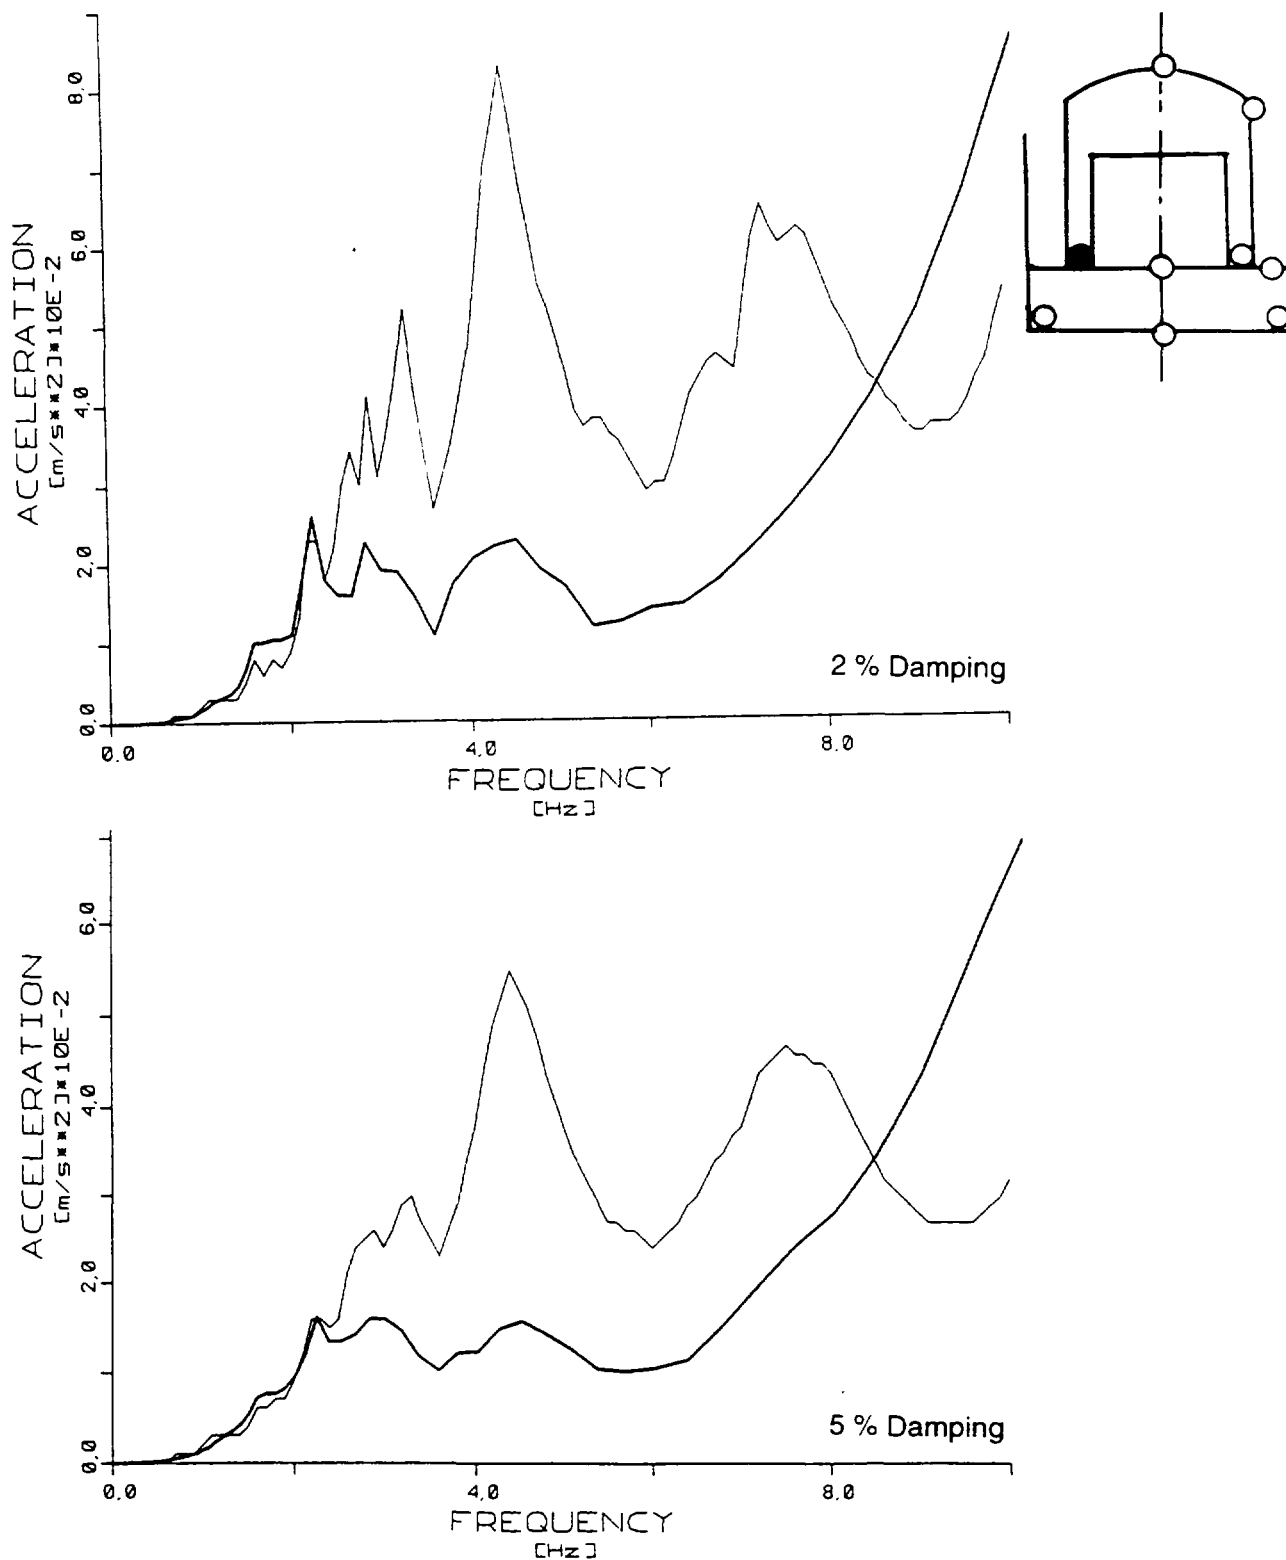 8.0
6.0
4.0
2.0
0.0
ACCELERATION
[m/s**2]*10E-2
2 % Damping
0.0 4.0 8.0
FREQUENCY
[Hz]
6.0
4.0
2.0
0.0
ACCELERATION
[m/s**2]*10E-2
5 % Damping
0.0 4.0 8.0
FREQUENCY
[Hz]